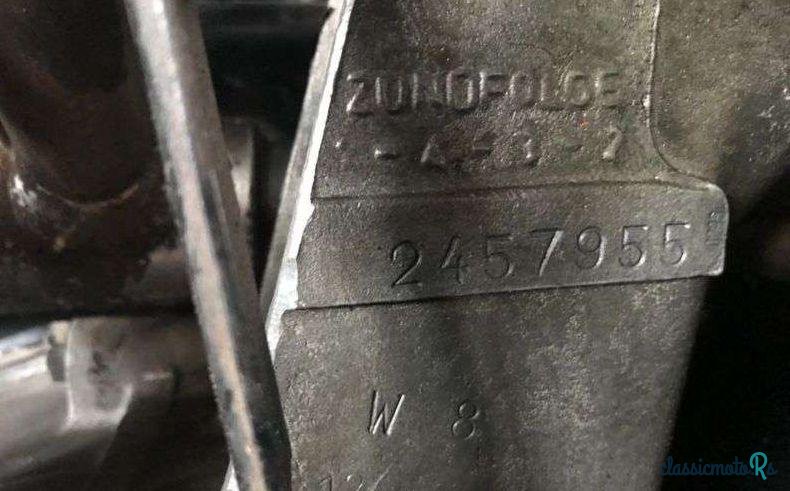 ZÜNDFOLGE
1-4-3-2
2457955
W 8
classicmotoRs